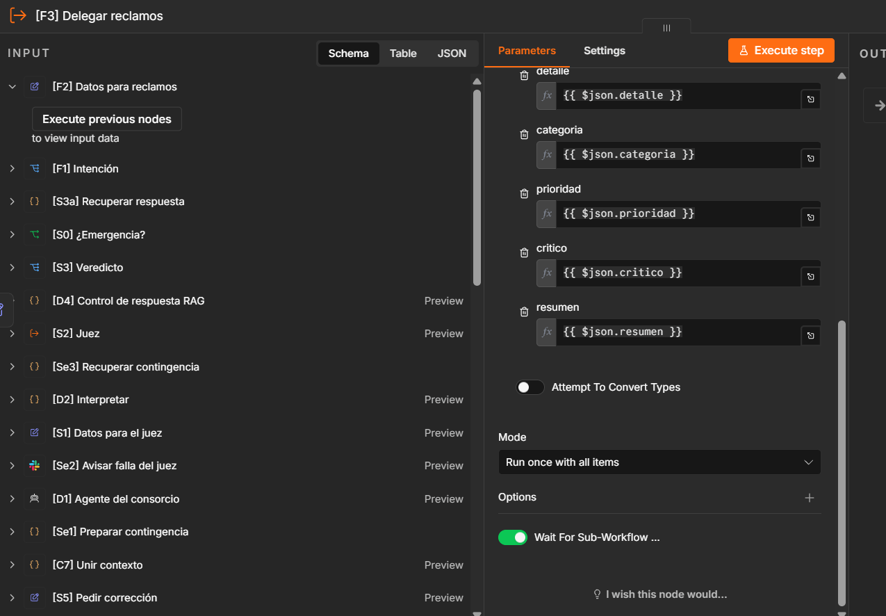 [F3] Delegar reclamos
INPUT
Schema
Table
JSON
[F2] Datos para reclamos
Execute previous nodes
to view input data
[F1] Intención
[S3a] Recuperar respuesta
[S0] ¿Emergencia?
[S3] Veredicto
[D4] Control de respuesta RAG Preview
[S2] Juez Preview
[Se3] Recuperar contingencia
[D2] Interpretar Preview
[S1] Datos para el juez Preview
[Se2] Avisar falla del juez Preview
[D1] Agente del consorcio Preview
[Se1] Preparar contingencia
[C7] Unir contexto Preview
[S5] Pedir corrección Preview
Parameters
Settings
Execute step
detalle
fx {{ $json.detalle }}
categoria
fx {{ $json.categoria }}
prioridad
fx {{ $json.prioridad }}
critico
fx {{ $json.critico }}
resumen
fx {{ $json.resumen }}
Attempt To Convert Types
Mode
Run once with all items
Options
Wait For Sub-Workflow ...
I wish this node would...
OUT